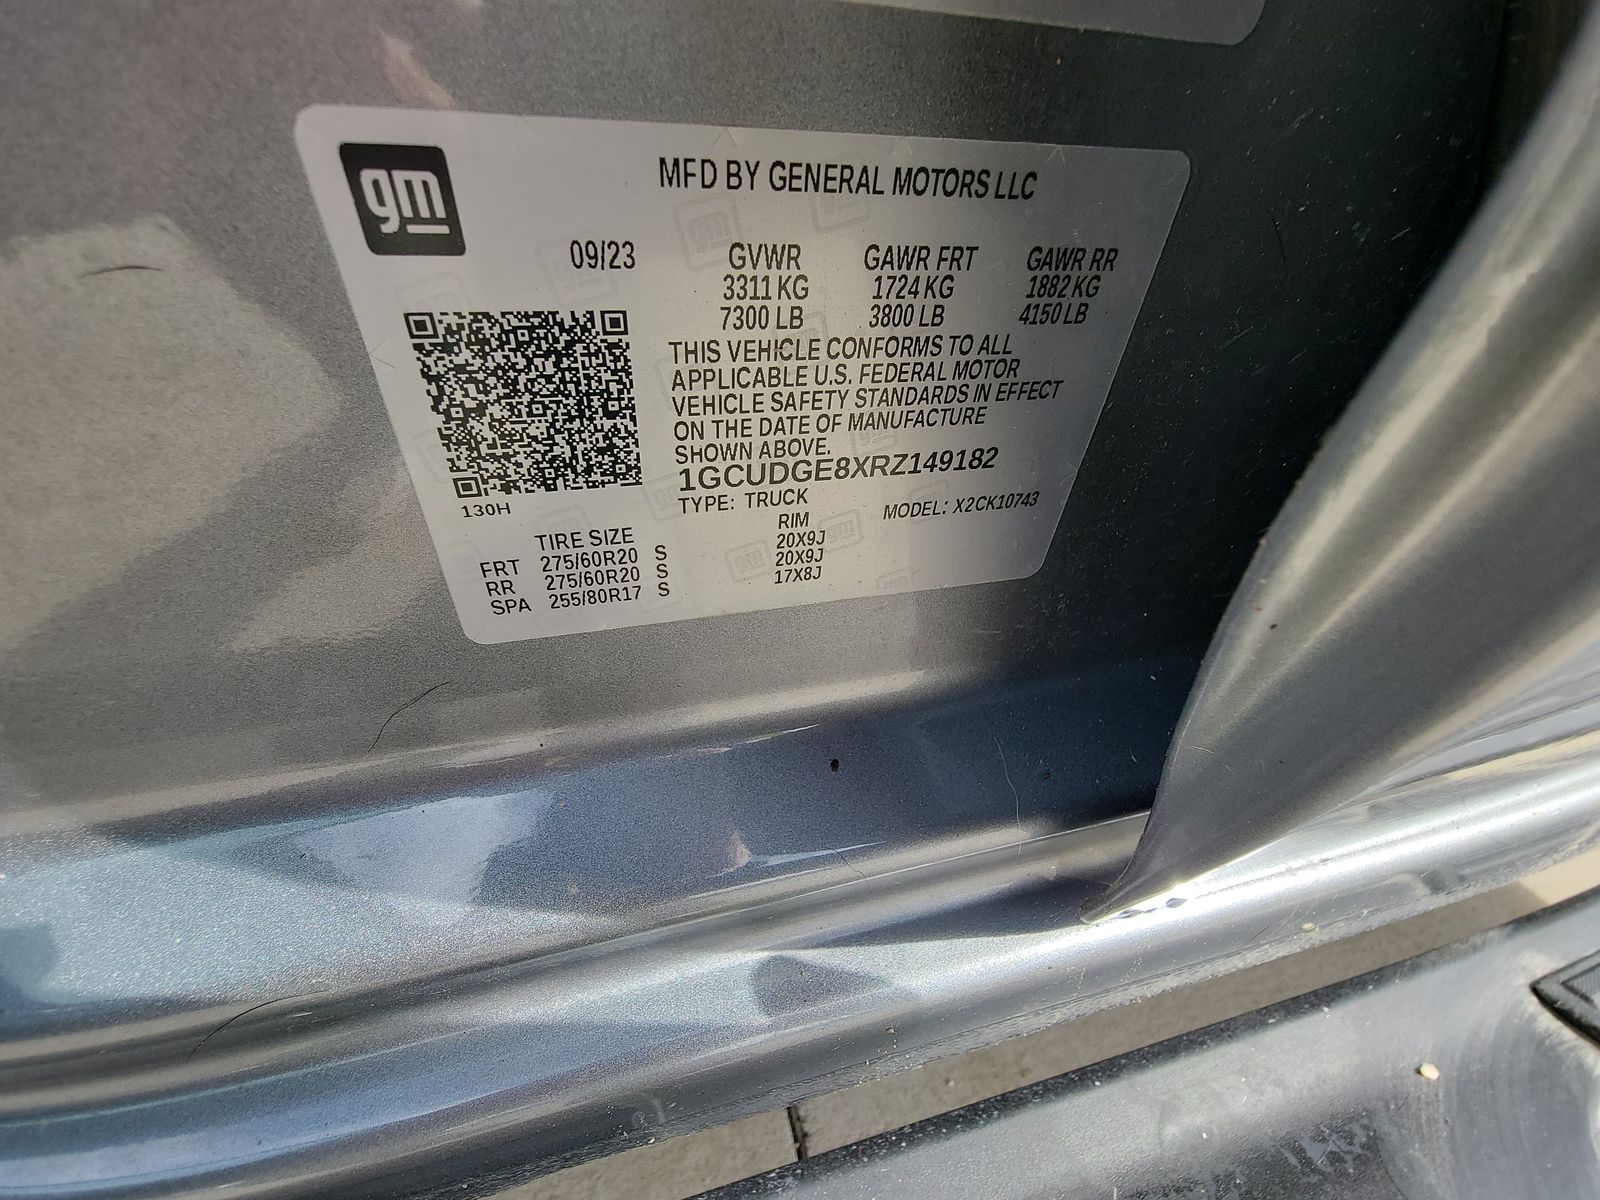 gm
MFD BY GENERAL MOTORS LLC
09/23 GVWR GAWR FRT GAWR RR
3311 KG 1724 KG 1882 KG
7300 LB 3800 LB 4150 LB
THIS VEHICLE CONFORMS TO ALL
APPLICABLE U.S. FEDERAL MOTOR
VEHICLE SAFETY STANDARDS IN EFFECT
ON THE DATE OF MANUFACTURE
SHOWN ABOVE.
1GCUDGE8XRZ149182
130H TYPE: TRUCK MODEL: X2CK10743
TIRE SIZE RIM
FRT 275/60R20 S 20X9J
RR 275/60R20 S 20X9J
SPA 255/80R17 S 17X8J